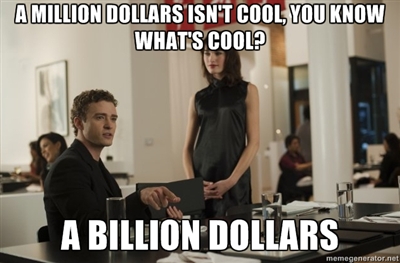 A MILLION DOLLARS ISN'T COOL, YOU KNOW
WHAT'S COOL?
A BILLION DOLLARS
memegenerator.net